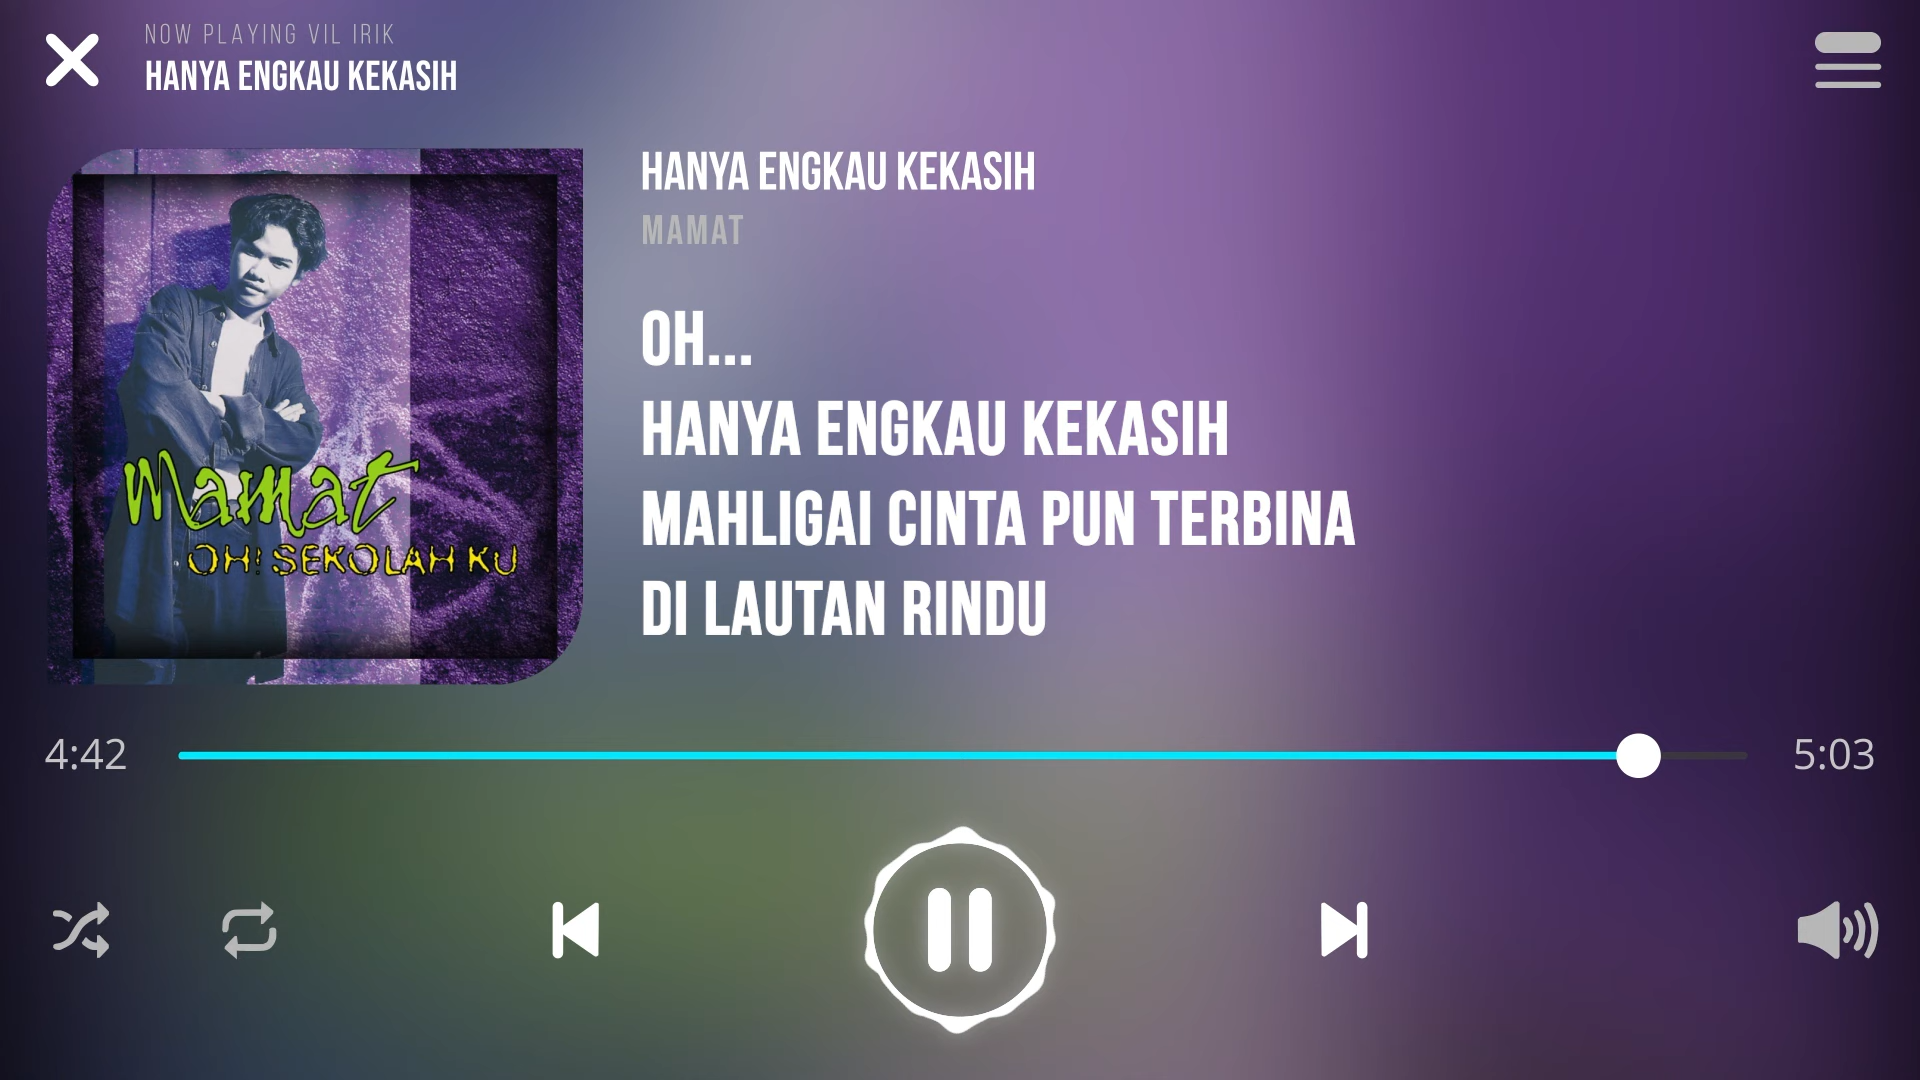 NOW PLAYING VIL IRIK
HANYA ENGKAU KEKASIH
HANYA ENGKAU KEKASIH
MAMAT
OH...
HANYA ENGKAU KEKASIH
MAHLIGAI CINTA PUN TERBINA
DI LAUTAN RINDU
Mamat
OH! SEKOLAH KU
4:42
5:03